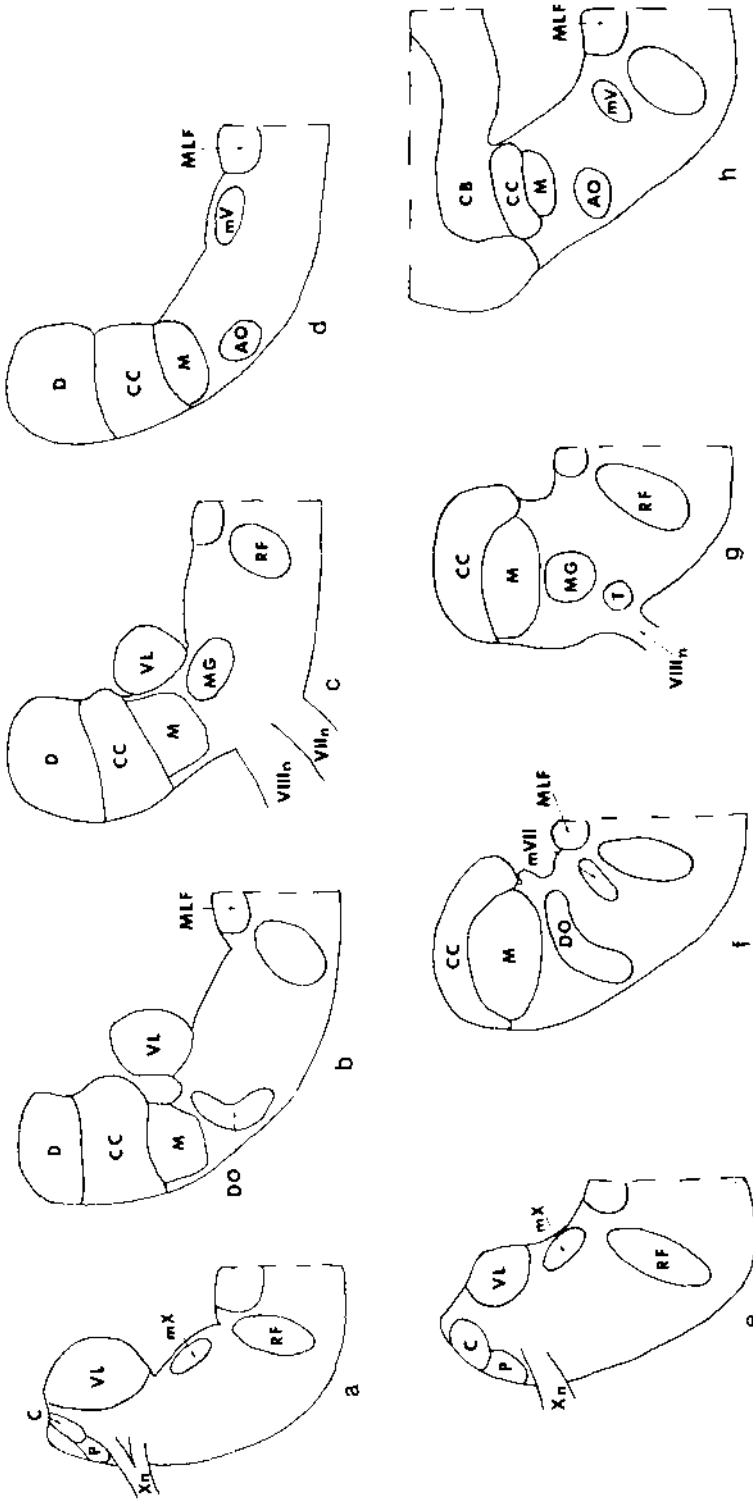 C
VL
mX
P
Xn
RF
a
D
CC
VL
M
DO
MLF
b
D
CC
VL
M
MG
RF
VIIIn
VIIn
c
D
CC
M
mV
MLF
AO
d
C
P
VL
mX
Xn
RF
e
CC
M
mVII
MLF
DO
f
CC
M
MG
T
RF
VIIIn
g
CB
CC
M
MLF
mV
AO
h